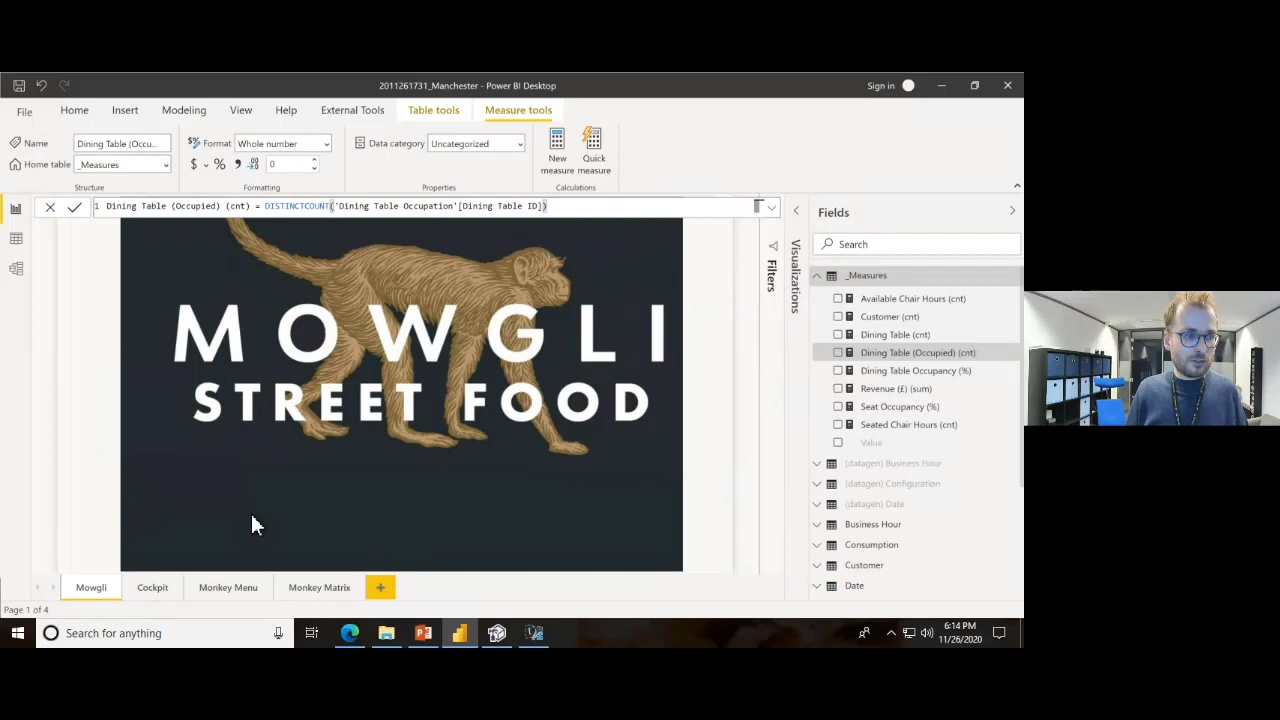 2011261731_Manchester - Power BI Desktop
Sign in
File
Home
Insert
Modeling
View
Help
External Tools
Table tools
Measure tools
Name
Dining Table (Occu...
Format
Whole number
Data category
Uncategorized
Home table
_Measures
$
%
0
New measure
Quick measure
Structure
Formatting
Properties
Calculations
1 Dining Table (Occupied) (cnt) = DISTINCTCOUNT('Dining Table Occupation'[Dining Table ID])
MOWGLI
STREET FOOD
Filters
Visualizations
Fields
Search
_Measures
Available Chair Hours (cnt)
Customer (cnt)
Dining Table (cnt)
Dining Table (Occupied) (cnt)
Dining Table Occupancy (%)
Revenue (£) (sum)
Seat Occupancy (%)
Seated Chair Hours (cnt)
Value
(datagen) Business Hour
(datagen) Configuration
(datagen) Date
Business Hour
Consumption
Customer
Date
Mowgli
Cockpit
Monkey Menu
Monkey Matrix
+
Page 1 of 4
Search for anything
6:14 PM
11/26/2020